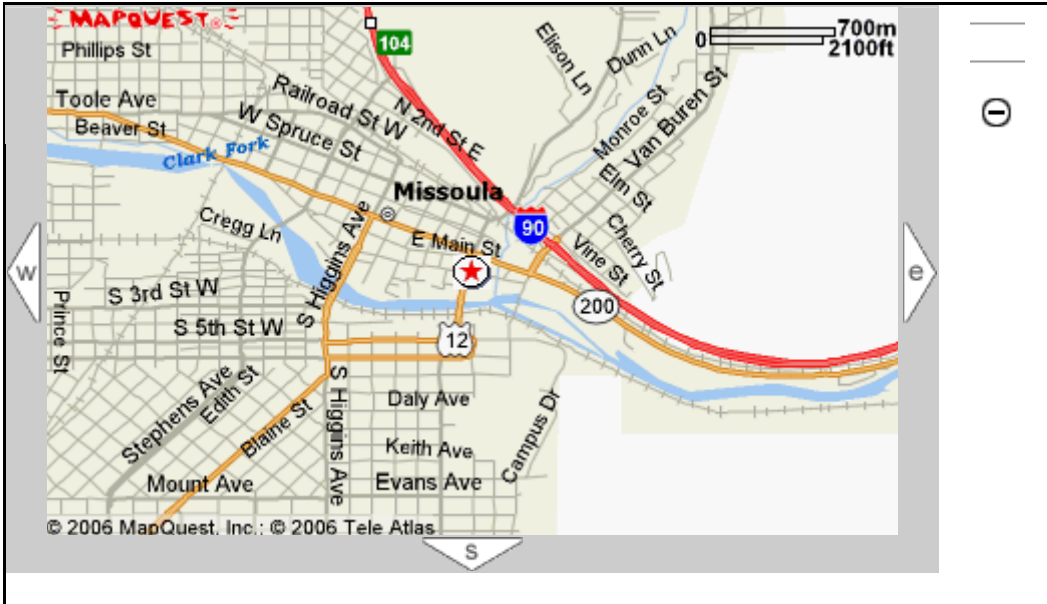 MAPQUEST®
104
0 700m
2100ft
Phillips St
Elison Ln
Dunn Ln
Toole Ave
Railroad St W
N 2nd St E
Monroe St
Van Buren St
Beaver St
W Spruce St
Clark Fork
Elm St
Missoula
Cregg Ln
S Higgins Ave
90
E Main St
Cherry St
Vine St
W
e
Prince St
S 3rd St W
200
S 5th St W
12
Stephens Ave
Edith St
S Higgins Ave
Daly Ave
Campus Dr
Blaine St
Keith Ave
Mount Ave
Evans Ave
© 2006 MapQuest, Inc.; © 2006 Tele Atlas
S